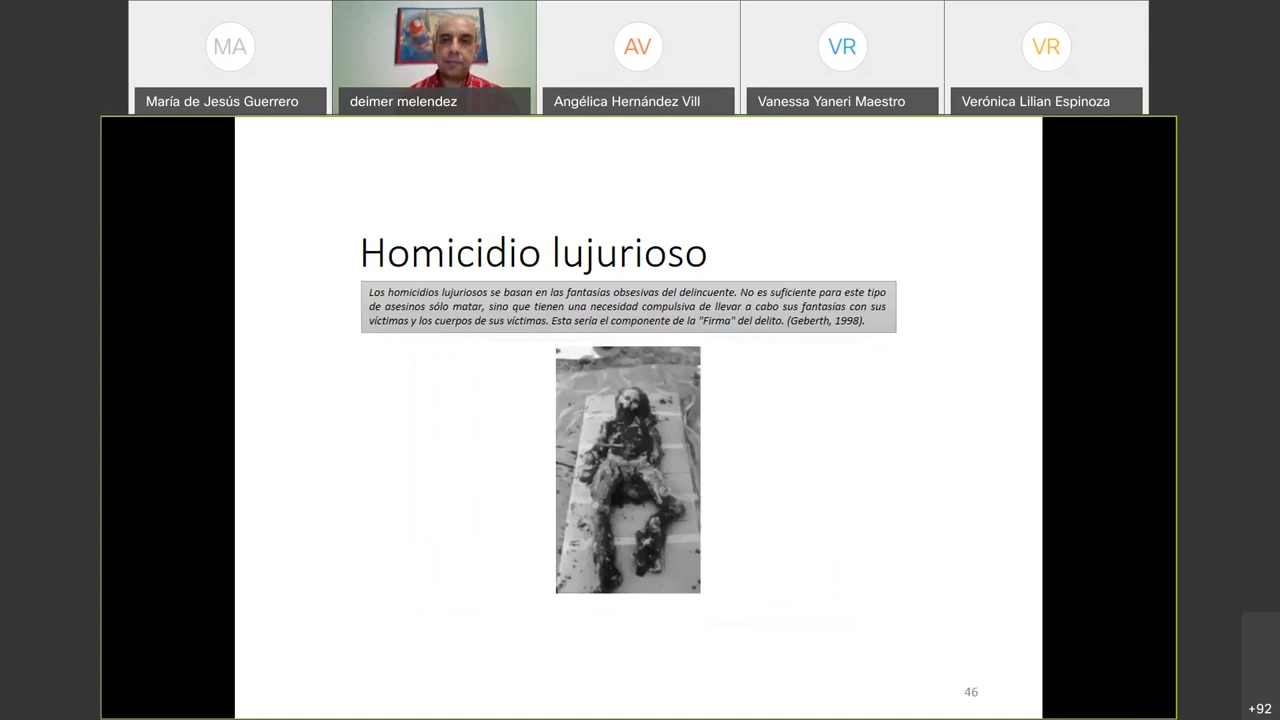 MA
AV
VR
VR
María de Jesús Guerrero
deimer melendez
Angélica Hernández Vill
Vanessa Yaneri Maestro
Verónica Lilian Espinoza
Homicidio lujurioso
Los homicidios lujuriosos se basan en las fantasías obsesivas del delincuente. No es suficiente para este tipo
de asesinos sólo matar, sino que tienen una necesidad compulsiva de llevar a cabo sus fantasías con sus
víctimas y los cuerpos de sus víctimas. Esta sería el componente de la "Firma" del delito. (Geberth, 1998).
46
+92